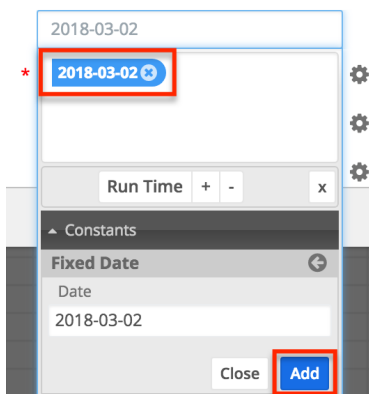 2018-03-02
* 2018-03-02
Run Time + - x
Constants
Fixed Date
Date
2018-03-02
Close Add